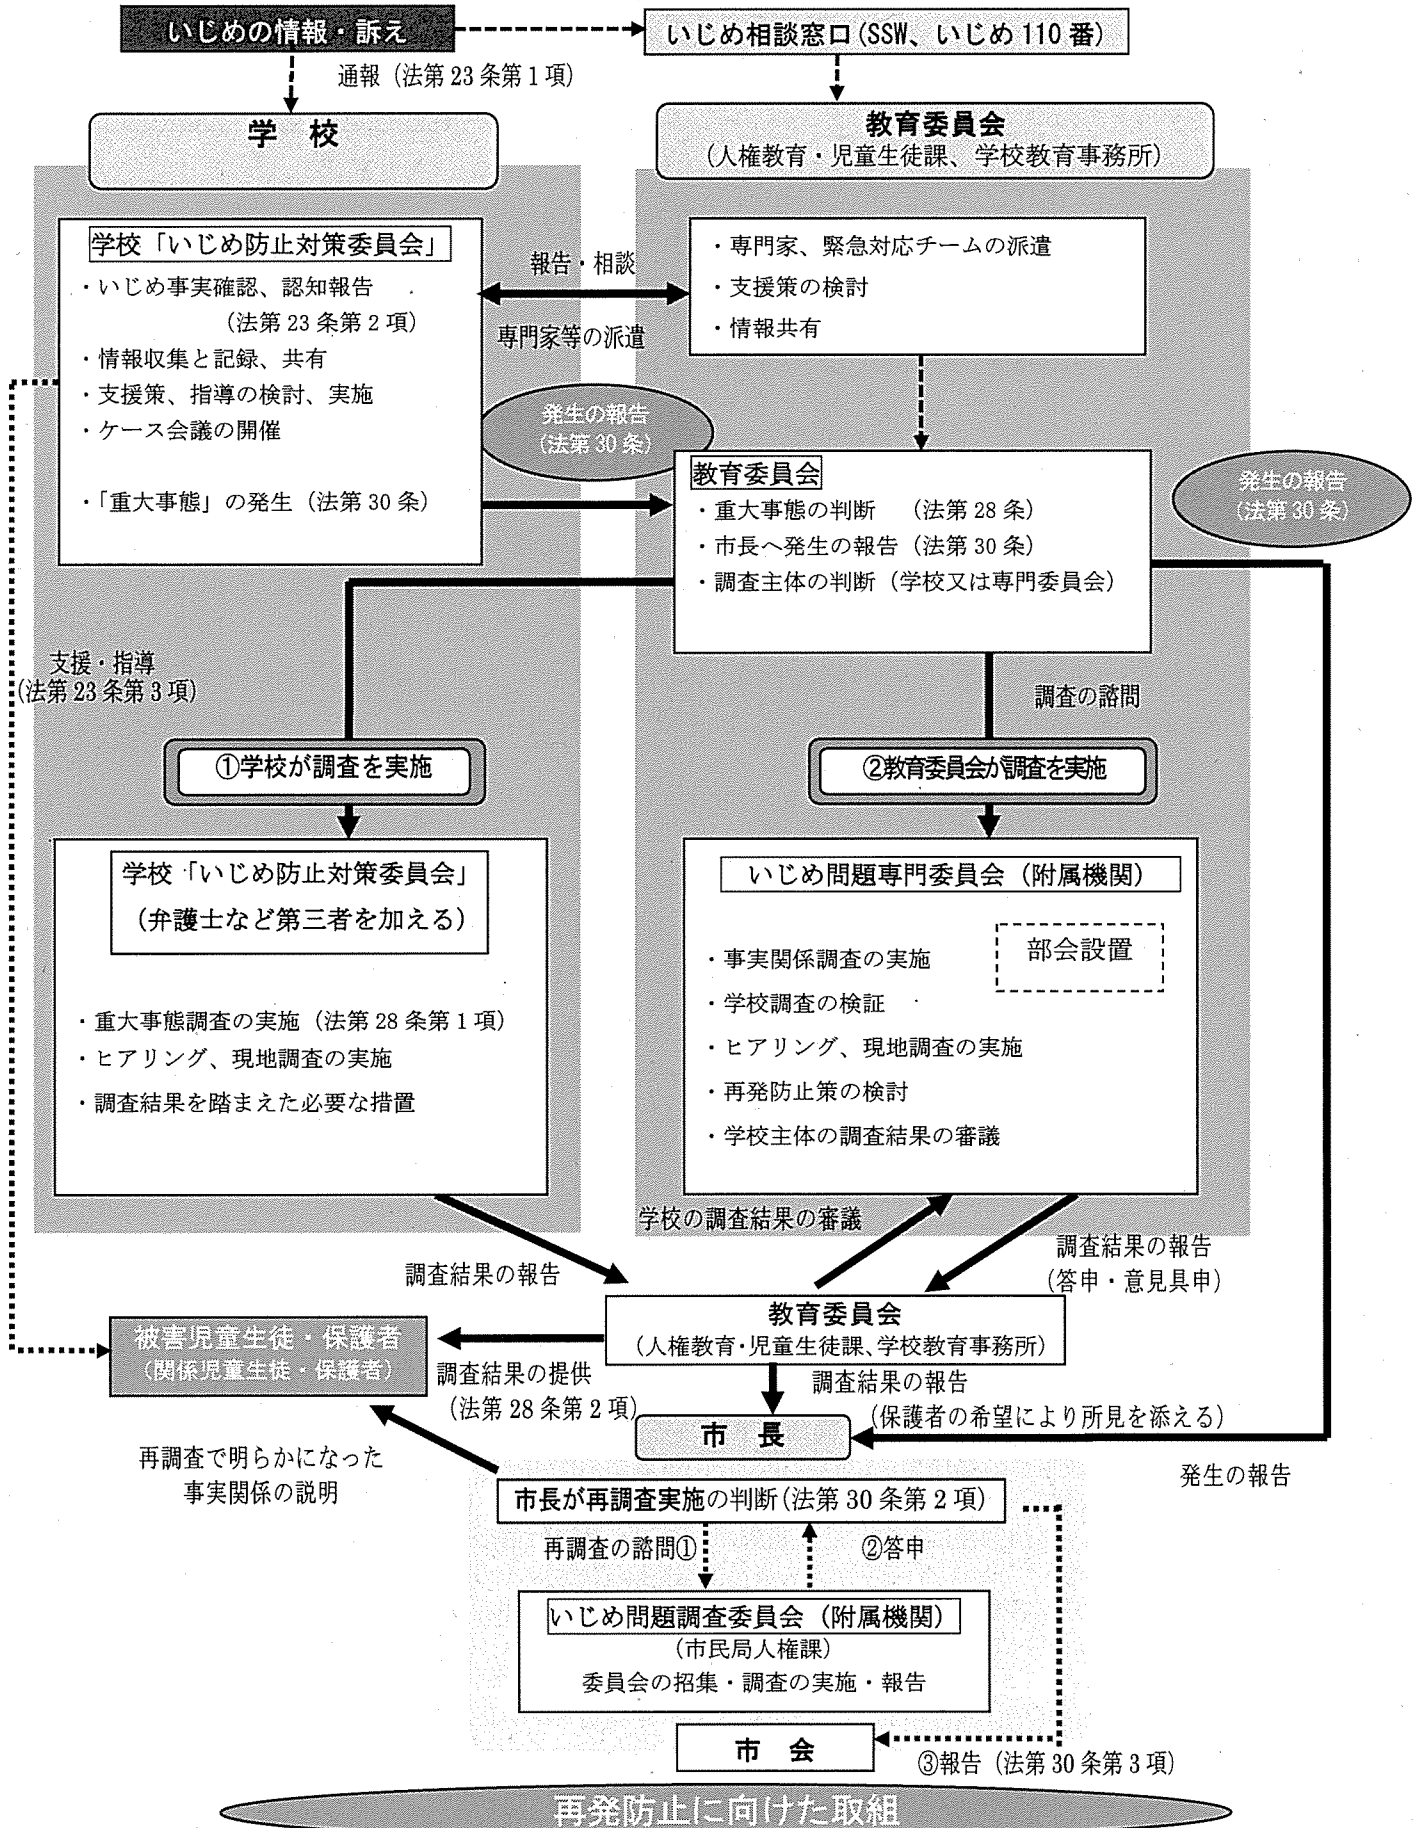 いじめの情報・訴え
いじめ相談窓口(SSW、いじめ110番)
通報（法第23条第1項）
学　校
教育委員会
（人権教育・児童生徒課、学校教育事務所）
学校「いじめ防止対策委員会」
・いじめ事実確認、認知報告
（法第23条第2項）
・情報収集と記録、共有
・支援策、指導の検討、実施
・ケース会議の開催
・「重大事態」の発生（法第30条）
報告・相談
専門家等の派遣
・専門家、緊急対応チームの派遣
・支援策の検討
・情報共有
発生の報告
（法第30条）
教育委員会
・重大事態の判断　（法第28条）
・市長へ発生の報告（法第30条）
・調査主体の判断（学校又は専門委員会）
発生の報告
（法第30条）
支援・指導
（法第23条第3項）
調査の諮問
①学校が調査を実施
②教育委員会が調査を実施
学校「いじめ防止対策委員会」
（弁護士など第三者を加える）
・重大事態調査の実施（法第28条第1項）
・ヒアリング、現地調査の実施
・調査結果を踏まえた必要な措置
いじめ問題専門委員会（附属機関）
部会設置
・事実関係調査の実施
・学校調査の検証
・ヒアリング、現地調査の実施
・再発防止策の検討
・学校主体の調査結果の審議
学校の調査結果の審議
調査結果の報告
（答申・意見具申）
調査結果の報告
教育委員会
（人権教育・児童生徒課、学校教育事務所）
被害児童生徒・保護者
（関係児童生徒・保護者）
調査結果の提供
（法第28条第2項）
調査結果の報告
（保護者の希望により所見を添える）
市　長
発生の報告
再調査で明らかになった
事実関係の説明
市長が再調査実施の判断(法第30条第2項)
再調査の諮問①
②答申
いじめ問題調査委員会（附属機関）
（市民局人権課）
委員会の招集・調査の実施・報告
市　会
③報告（法第30条第3項）
再発防止に向けた取組